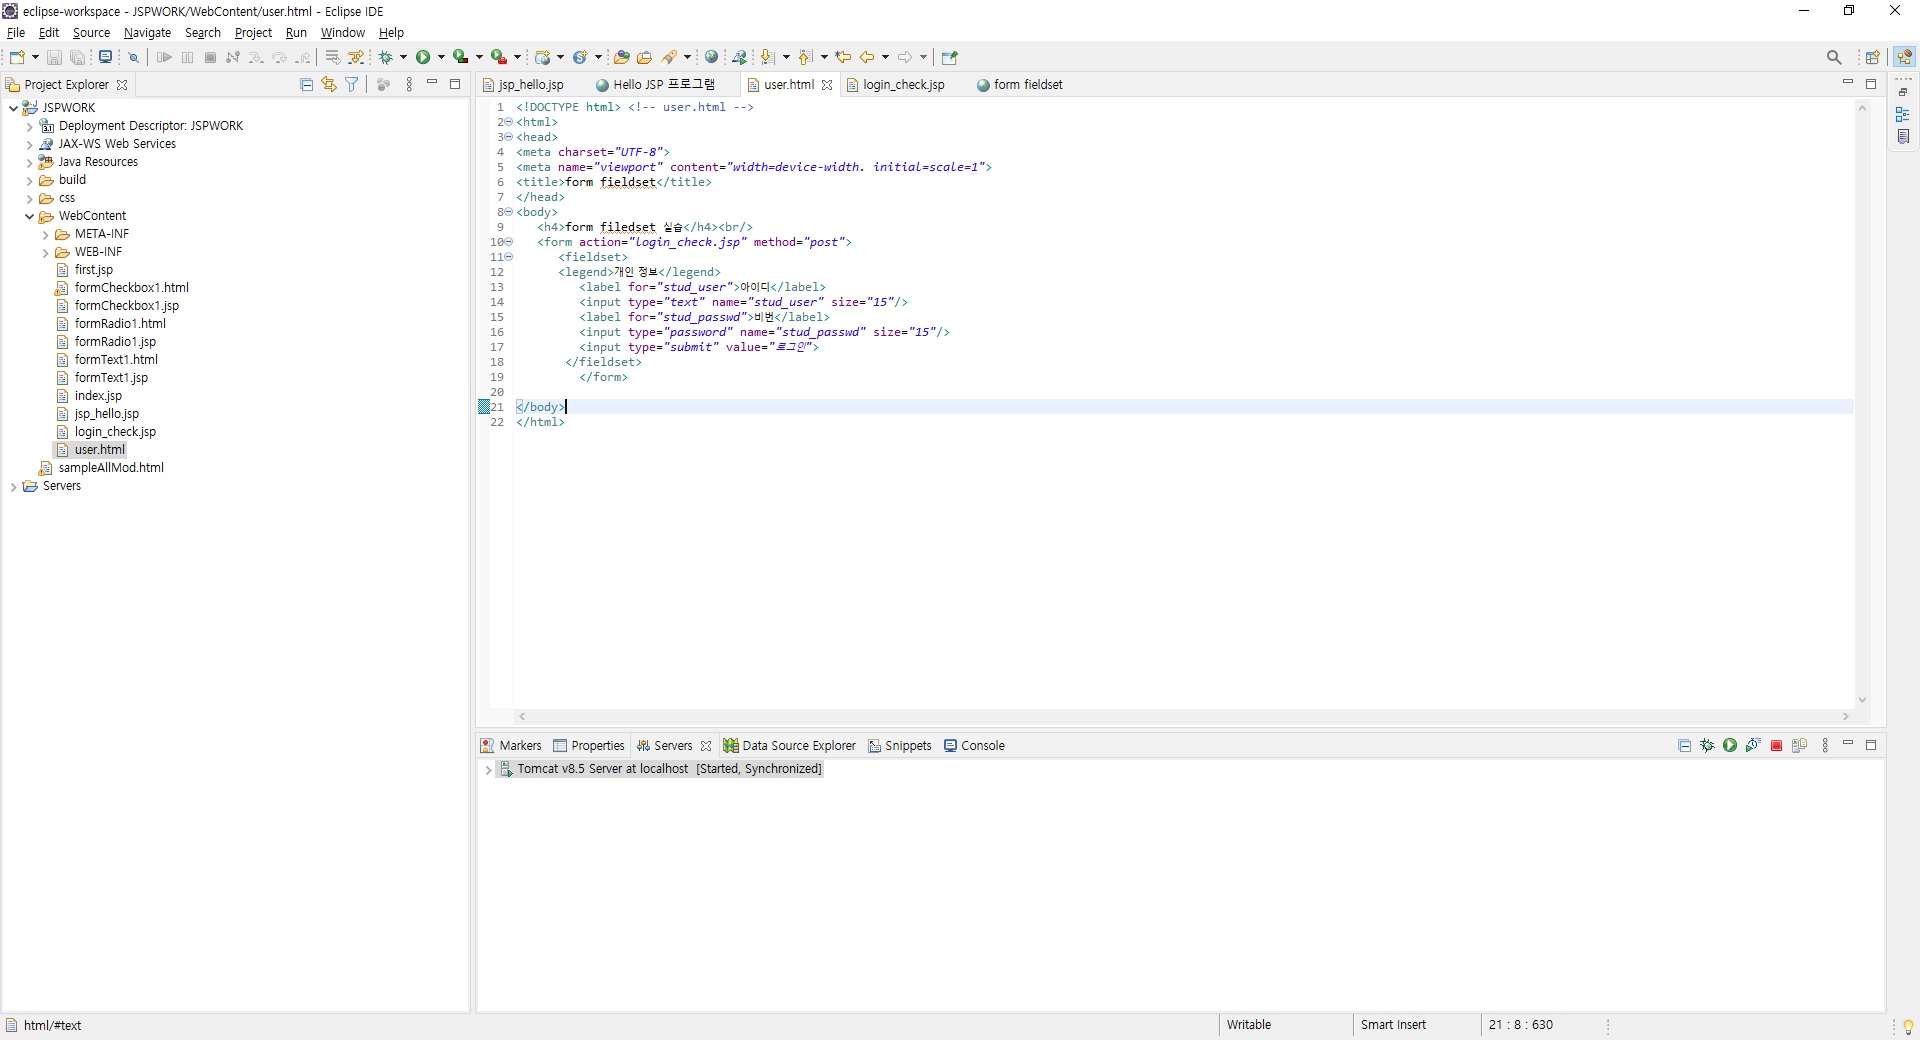 eclipse-workspace - JSPWORK/WebContent/user.html - Eclipse IDE
File Edit Source Navigate Search Project Run Window Help
Project Explorer
JSPWORK
Deployment Descriptor: JSPWORK
JAX-WS Web Services
Java Resources
build
css
WebContent
META-INF
WEB-INF
first.jsp
formCheckbox1.html
formCheckbox1.jsp
formRadio1.html
formRadio1.jsp
formText1.html
formText1.jsp
index.jsp
jsp_hello.jsp
login_check.jsp
user.html
sampleAllMod.html
Servers
jsp_hello.jsp Hello JSP 프로그램 user.html login_check.jsp form fieldset
1 <!DOCTYPE html> <!-- user.html -->
2 <html>
3 <head>
4 <meta charset="UTF-8">
5 <meta name="viewport" content="width=device-width. initial=scale=1">
6 <title>form fieldset</title>
7 </head>
8 <body>
9 <h4>form filedset 실습</h4><br/>
10 <form action="login_check.jsp" method="post">
11 <fieldset>
12 <legend>개인 정보</legend>
13 <label for="stud_user">아이디</label>
14 <input type="text" name="stud_user" size="15"/>
15 <label for="stud_passwd">비번</label>
16 <input type="password" name="stud_passwd" size="15"/>
17 <input type="submit" value="로그인">
18 </fieldset>
19 </form>
20
21 </body>
22 </html>
Markers Properties Servers Data Source Explorer Snippets Console
Tomcat v8.5 Server at localhost [Started, Synchronized]
html/#text Writable Smart Insert 21 : 8 : 630